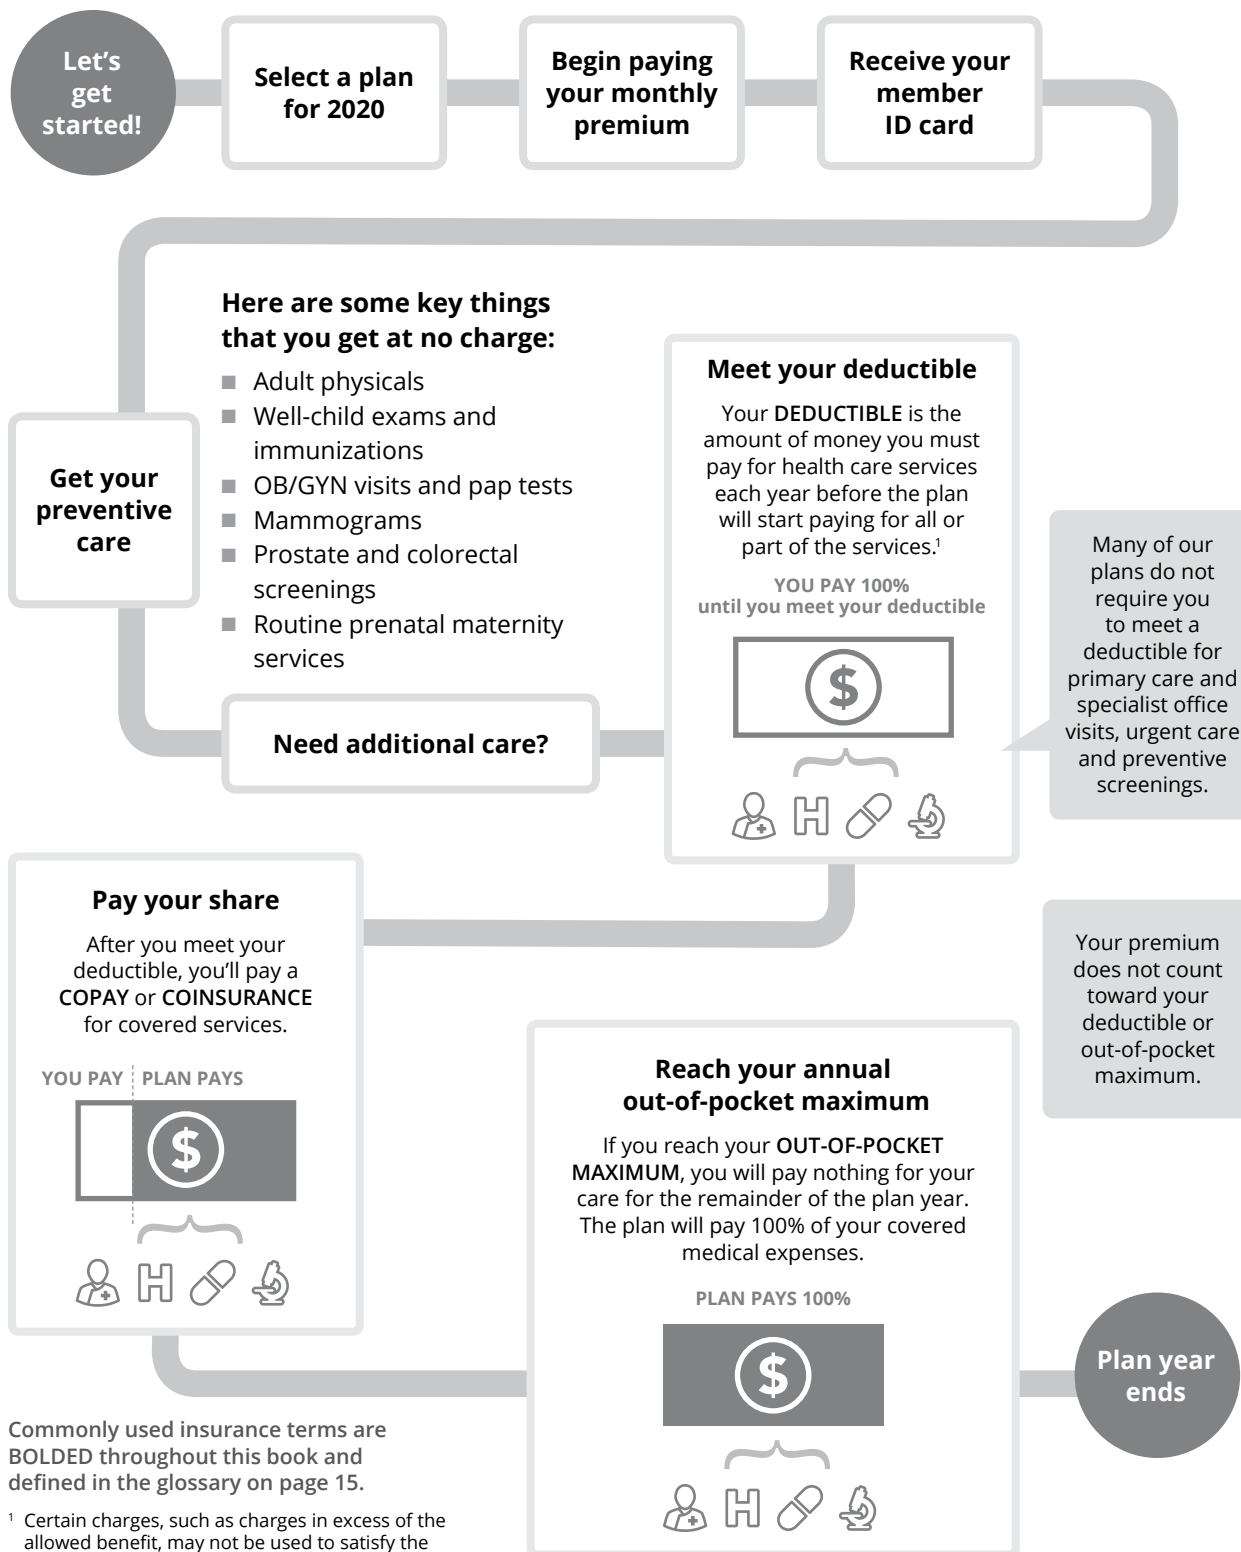 Let's
get
started!
Select a plan
for 2020
Begin paying
your monthly
premium
Receive your
member
ID card
Get your
preventive
care
Here are some key things
that you get at no charge:
■ Adult physicals
■ Well-child exams and
immunizations
■ OB/GYN visits and pap tests
■ Mammograms
■ Prostate and colorectal
screenings
■ Routine prenatal maternity
services
Need additional care?
Meet your deductible
Your DEDUCTIBLE is the
amount of money you must
pay for health care services
each year before the plan
will start paying for all or
part of the services.¹
YOU PAY 100%
until you meet your deductible
$
H
Many of our
plans do not
require you
to meet a
deductible for
primary care and
specialist office
visits, urgent care
and preventive
screenings.
Pay your share
After you meet your
deductible, you'll pay a
COPAY or COINSURANCE
for covered services.
YOU PAY PLAN PAYS
$
H
Your premium
does not count
toward your
deductible or
out-of-pocket
maximum.
Reach your annual
out-of-pocket maximum
If you reach your OUT-OF-POCKET
MAXIMUM, you will pay nothing for your
care for the remainder of the plan year.
The plan will pay 100% of your covered
medical expenses.
PLAN PAYS 100%
$
H
Plan year
ends
Commonly used insurance terms are
BOLDED throughout this book and
defined in the glossary on page 15.
¹ Certain charges, such as charges in excess of the
allowed benefit, may not be used to satisfy the